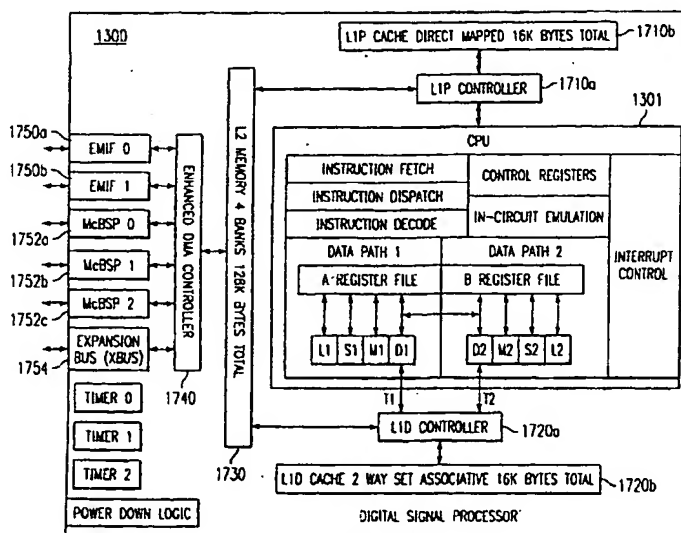 1300
L1P CACHE DIRECT MAPPED 16K BYTES TOTAL
1710b
L1P CONTROLLER
1710a
1301
CPU
INSTRUCTION FETCH
INSTRUCTION DISPATCH
INSTRUCTION DECODE
CONTROL REGISTERS
IN-CIRCUIT EMULATION
INTERRUPT
CONTROL
DATA PATH 1
A-REGISTER FILE
L1 S1 M1 D1
DATA PATH 2
B REGISTER FILE
D2 M2 S2 L2
T1
T2
L1D CONTROLLER
1720a
L1D CACHE 2 WAY SET ASSOCIATIVE 16K BYTES TOTAL
1720b
DIGITAL SIGNAL PROCESSOR
L2 MEMORY 4 BANKS 128K BYTES TOTAL
1730
ENHANCED DMA CONTROLLER
1740
1750a
EMIF 0
1750b
EMIF 1
1752a
McBSP 0
1752b
McBSP 1
1752c
McBSP 2
1754
EXPANSION
BUS (XBUS)
TIMER 0
TIMER 1
TIMER 2
POWER DOWN LOGIC